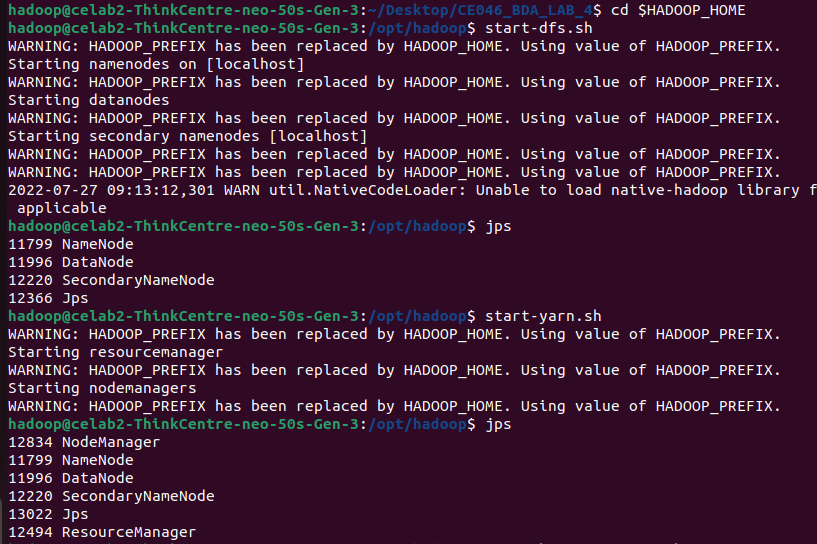 hadoop@celab2-ThinkCentre-neo-50s-Gen-3:~/Desktop/CE046_BDA_LAB_4$ cd $HADOOP_HOME
hadoop@celab2-ThinkCentre-neo-50s-Gen-3:/opt/hadoop$ start-dfs.sh
WARNING: HADOOP_PREFIX has been replaced by HADOOP_HOME. Using value of HADOOP_PREFIX.
Starting namenodes on [localhost]
WARNING: HADOOP_PREFIX has been replaced by HADOOP_HOME. Using value of HADOOP_PREFIX.
Starting datanodes
WARNING: HADOOP_PREFIX has been replaced by HADOOP_HOME. Using value of HADOOP_PREFIX.
Starting secondary namenodes [localhost]
WARNING: HADOOP_PREFIX has been replaced by HADOOP_HOME. Using value of HADOOP_PREFIX.
WARNING: HADOOP_PREFIX has been replaced by HADOOP_HOME. Using value of HADOOP_PREFIX.
2022-07-27 09:13:12,301 WARN util.NativeCodeLoader: Unable to load native-hadoop library f
 applicable
hadoop@celab2-ThinkCentre-neo-50s-Gen-3:/opt/hadoop$ jps
11799 NameNode
11996 DataNode
12220 SecondaryNameNode
12366 Jps
hadoop@celab2-ThinkCentre-neo-50s-Gen-3:/opt/hadoop$ start-yarn.sh
WARNING: HADOOP_PREFIX has been replaced by HADOOP_HOME. Using value of HADOOP_PREFIX.
Starting resourcemanager
WARNING: HADOOP_PREFIX has been replaced by HADOOP_HOME. Using value of HADOOP_PREFIX.
Starting nodemanagers
WARNING: HADOOP_PREFIX has been replaced by HADOOP_HOME. Using value of HADOOP_PREFIX.
hadoop@celab2-ThinkCentre-neo-50s-Gen-3:/opt/hadoop$ jps
12834 NodeManager
11799 NameNode
11996 DataNode
12220 SecondaryNameNode
13022 Jps
12494 ResourceManager